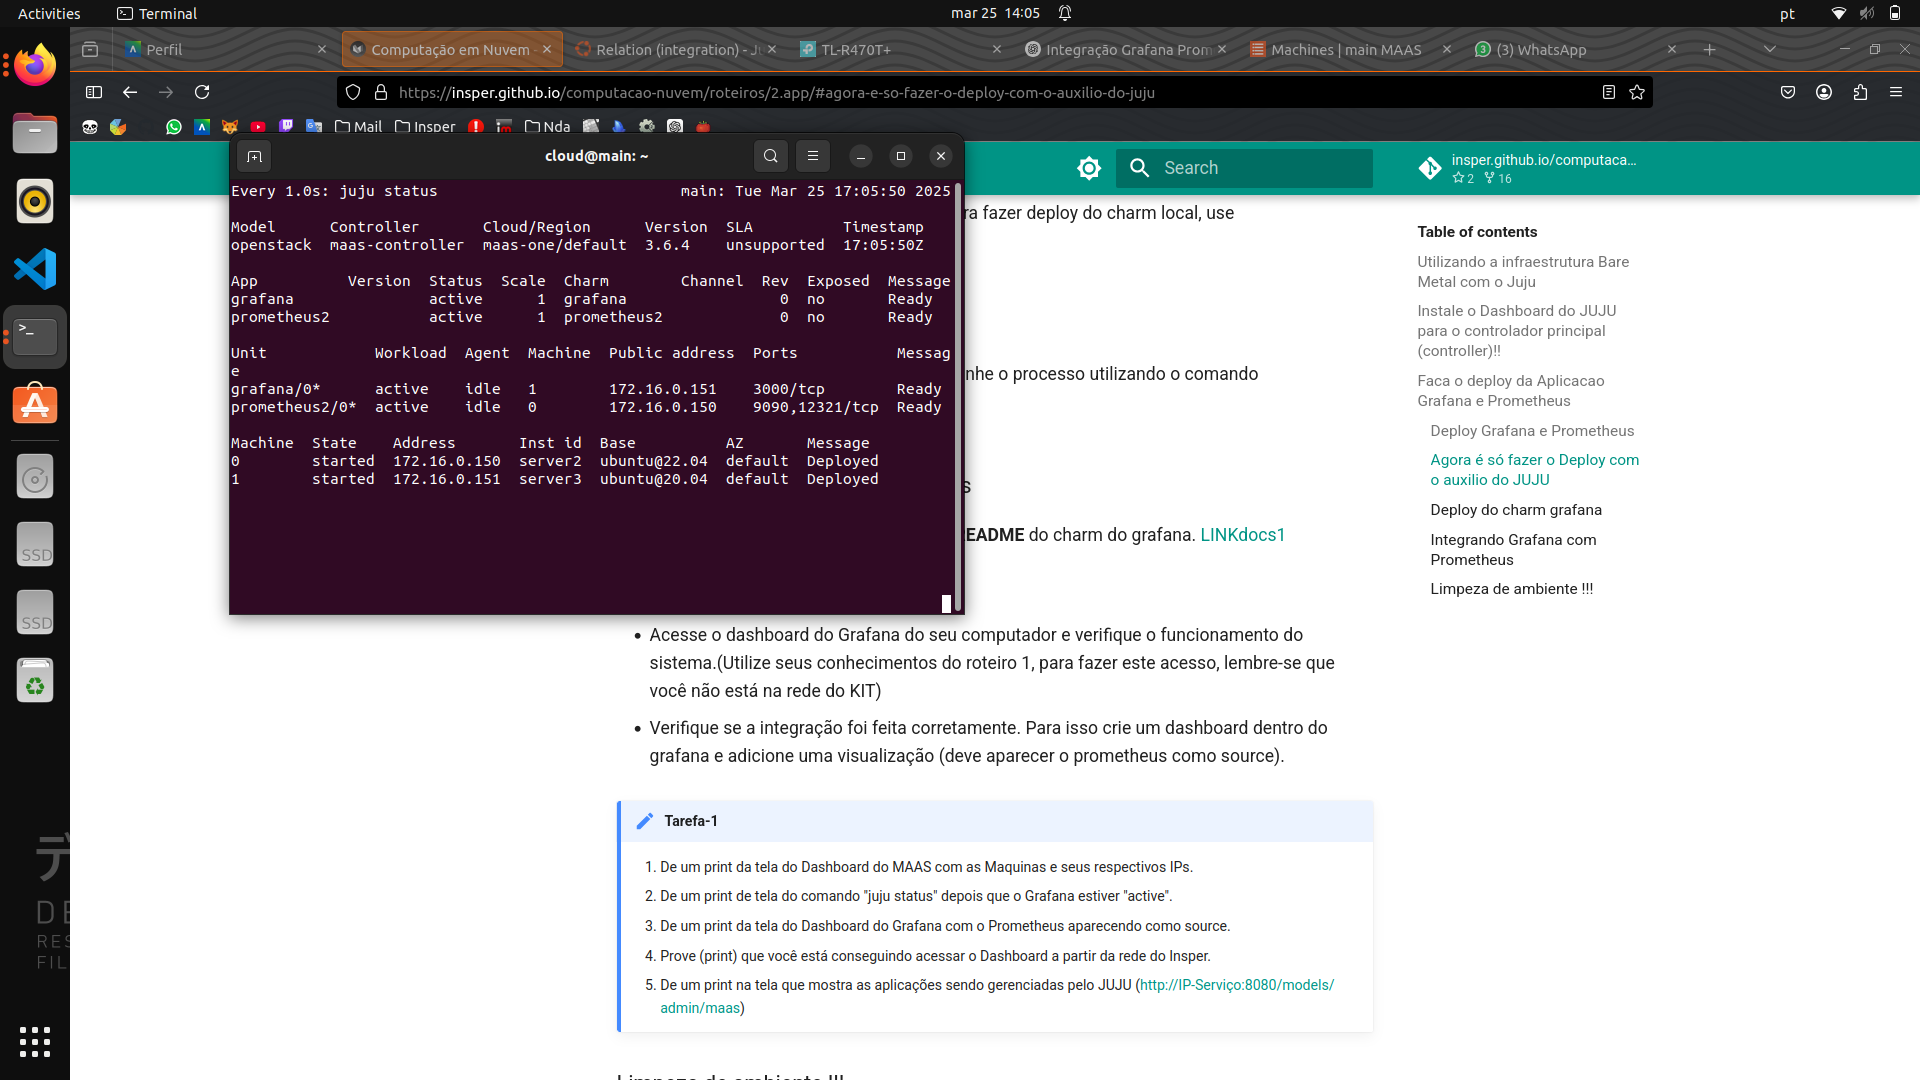 Activities
Terminal
mar 25 14:05
pt
Perfil
Computação em Nuvem
Relation (integration) - Ju
TL-R470T+
Integração Grafana Prom
Machines | main MAAS
(3) WhatsApp
https://insper.github.io/computacao-nuvem/roteiros/2.app/#agora-e-so-fazer-o-deploy-com-o-auxilio-do-juju
Mail
Insper
Nda
cloud@main: ~
Search
insper.github.io/computaca…
2 16
Every 1.0s: juju status main: Tue Mar 25 17:05:50 2025
Model Controller Cloud/Region Version SLA Timestamp
openstack maas-controller maas-one/default 3.6.4 unsupported 17:05:50Z
App Version Status Scale Charm Channel Rev Exposed Message
grafana active 1 grafana 0 no Ready
prometheus2 active 1 prometheus2 0 no Ready
Unit Workload Agent Machine Public address Ports Messag
e
grafana/0* active idle 1 172.16.0.151 3000/tcp Ready
prometheus2/0* active idle 0 172.16.0.150 9090,12321/tcp Ready
Machine State Address Inst id Base AZ Message
0 started 172.16.0.150 server2 ubuntu@22.04 default Deployed
1 started 172.16.0.151 server3 ubuntu@20.04 default Deployed
ra fazer deploy do charm local, use
nhe o processo utilizando o comando
s
EADME do charm do grafana. LINKdocs1
• Acesse o dashboard do Grafana do seu computador e verifique o funcionamento do
sistema.(Utilize seus conhecimentos do roteiro 1, para fazer este acesso, lembre-se que
você não está na rede do KIT)
• Verifique se a integração foi feita corretamente. Para isso crie um dashboard dentro do
grafana e adicione uma visualização (deve aparecer o prometheus como source).
Tarefa-1
1. De um print da tela do Dashboard do MAAS com as Maquinas e seus respectivos IPs.
2. De um print de tela do comando "juju status" depois que o Grafana estiver "active".
3. De um print da tela do Dashboard do Grafana com o Prometheus aparecendo como source.
4. Prove (print) que você está conseguindo acessar o Dashboard a partir da rede do Insper.
5. De um print na tela que mostra as aplicações sendo gerenciadas pelo JUJU (http://IP-Serviço:8080/models/
admin/maas)
Limpeza de ambiente !!!
Table of contents
Utilizando a infraestrutura Bare
Metal com o Juju
Instale o Dashboard do JUJU
para o controlador principal
(controller)!!
Faca o deploy da Aplicacao
Grafana e Prometheus
Deploy Grafana e Prometheus
Agora é só fazer o Deploy com
o auxilio do JUJU
Deploy do charm grafana
Integrando Grafana com
Prometheus
Limpeza de ambiente !!!
SSD
SSD
デ
DE
RES
FIL